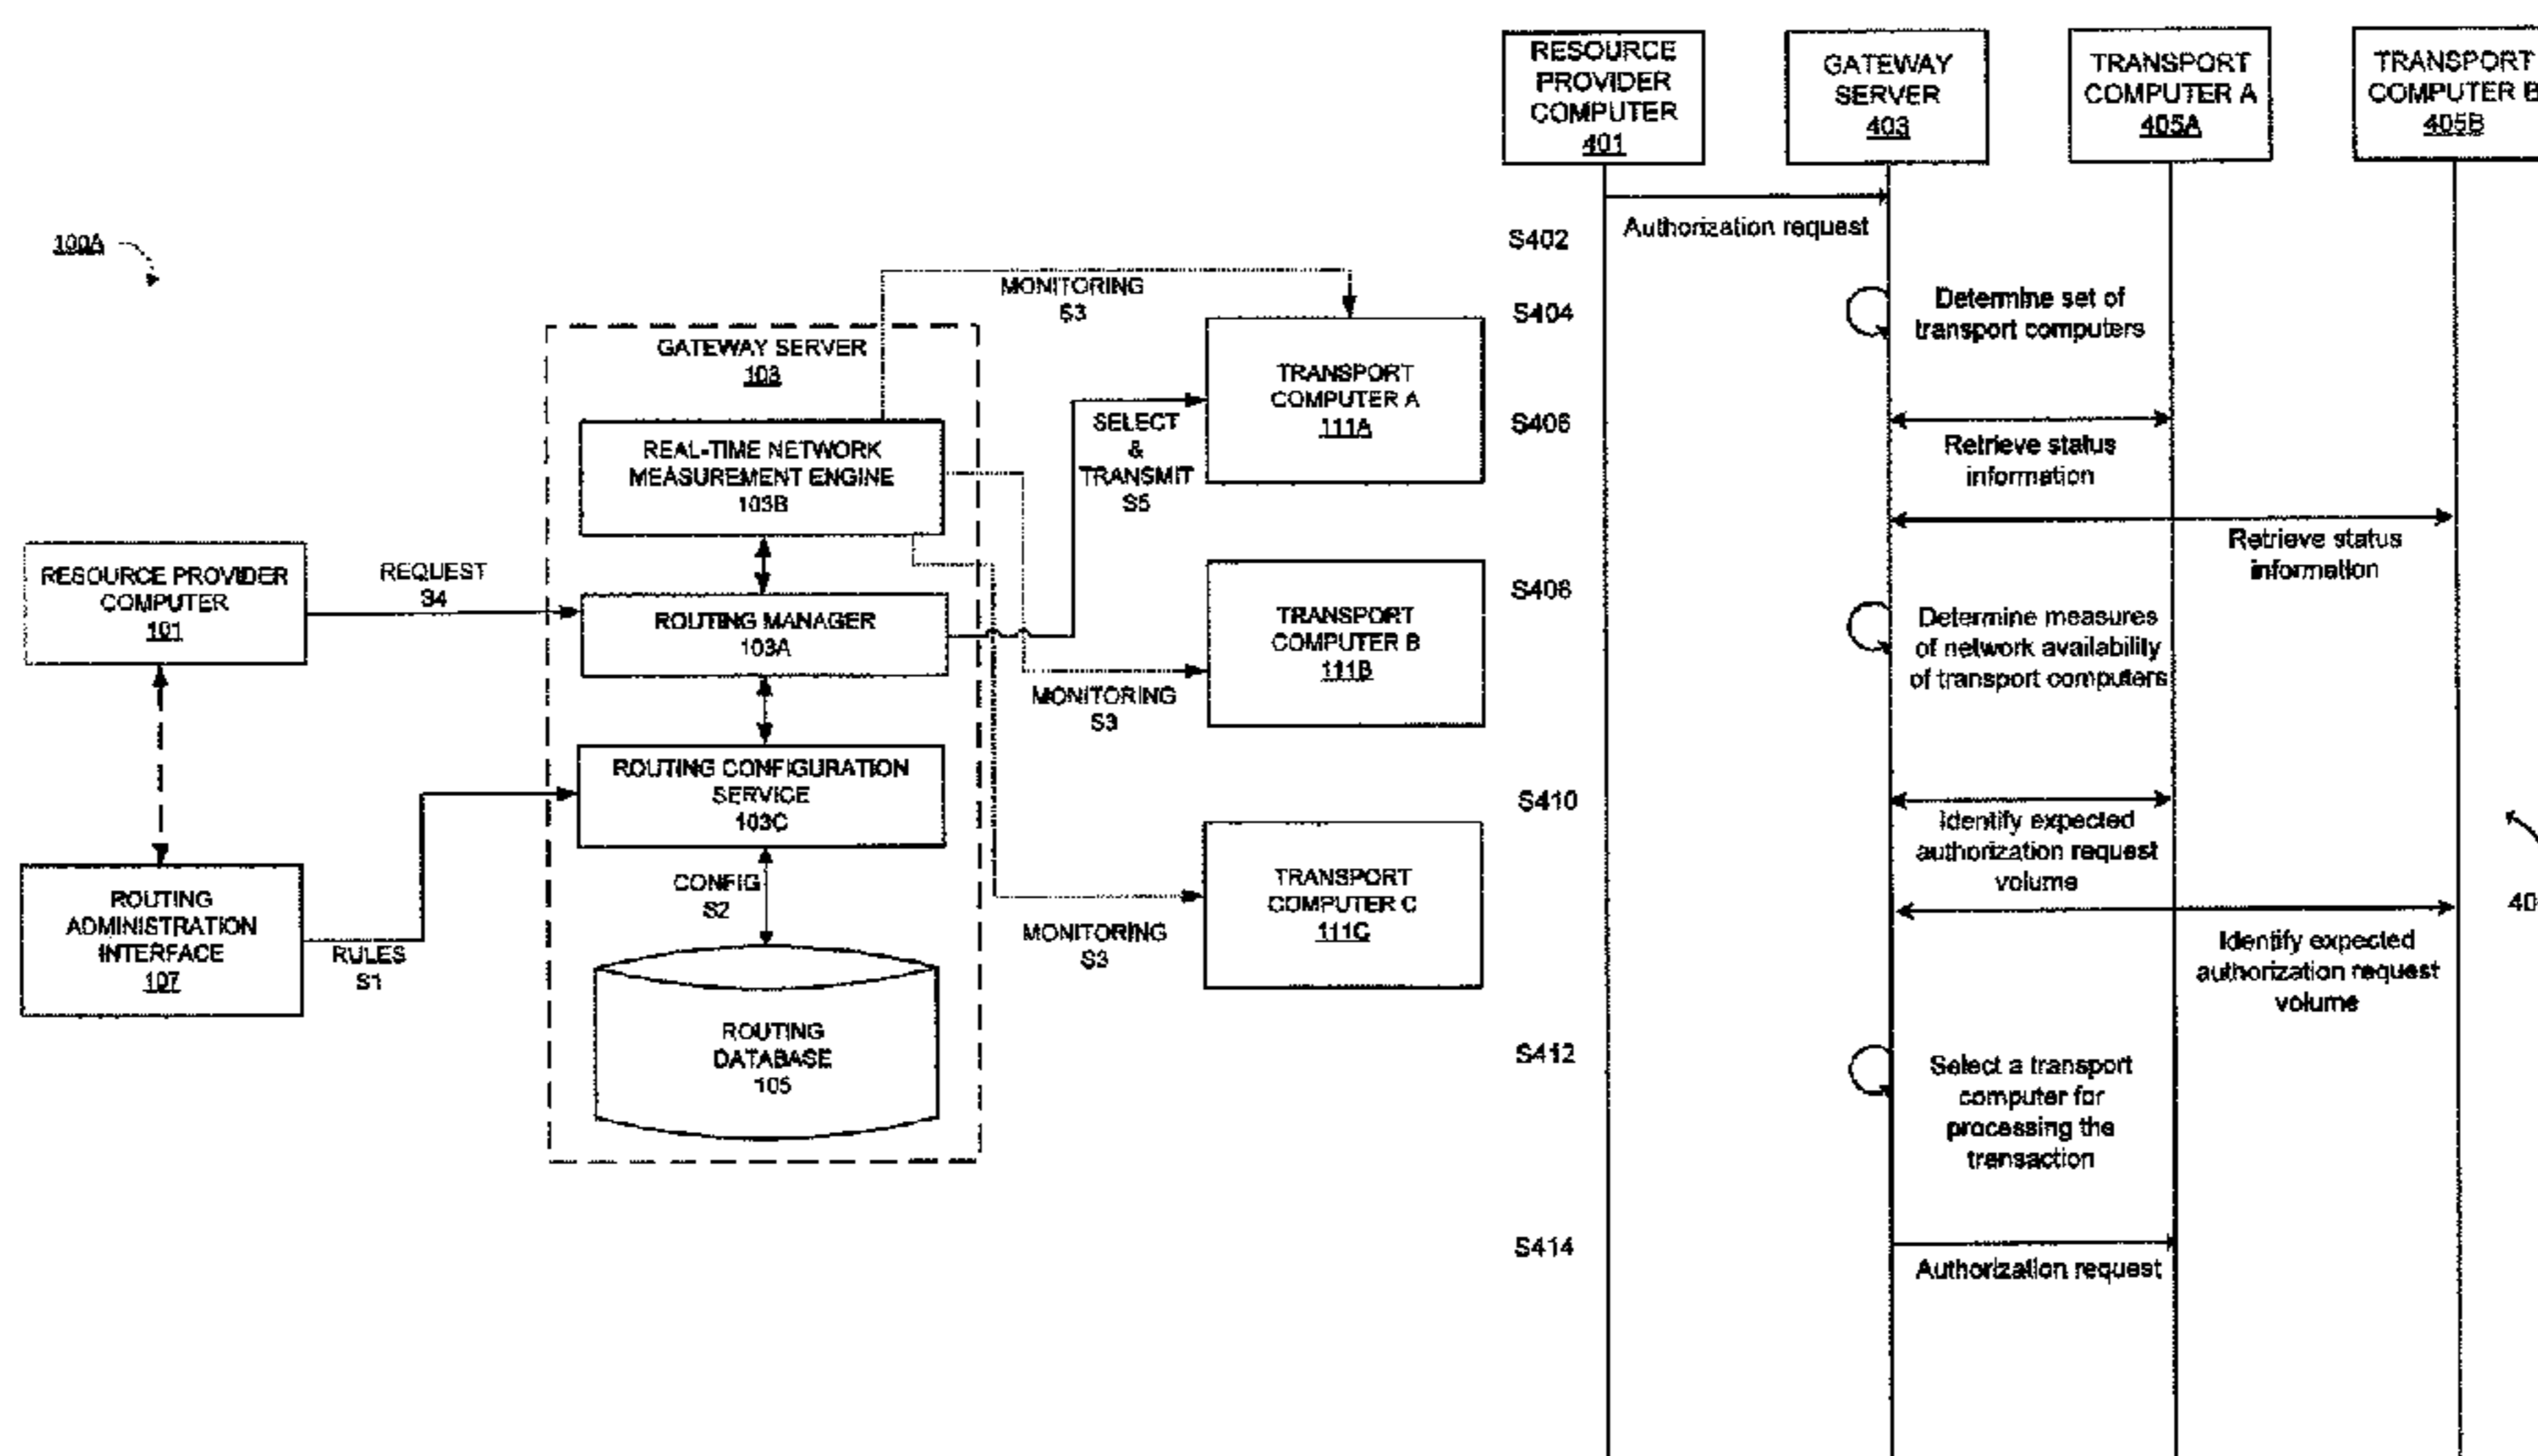 100A
MONITORING
S3
GATEWAY SERVER
103
REAL-TIME NETWORK
MEASUREMENT ENGINE
103B
SELECT
&
TRANSMIT
S5
TRANSPORT
COMPUTER A
111A
RESOURCE PROVIDER
COMPUTER
101
REQUEST
S4
ROUTING MANAGER
103A
TRANSPORT
COMPUTER B
111B
MONITORING
S3
ROUTING CONFIGURATION
SERVICE
103C
ROUTING
ADMINISTRATION
INTERFACE
107
RULES
S1
CONFIG
S2
TRANSPORT
COMPUTER C
111C
MONITORING
S3
ROUTING
DATABASE
105
RESOURCE
PROVIDER
COMPUTER
401
GATEWAY
SERVER
403
TRANSPORT
COMPUTER A
405A
TRANSPORT
COMPUTER B
405B
S402
Authorization request
S404
Determine set of
transport computers
S406
Retrieve status
information
Retrieve status
information
S408
Determine measures
of network availability
of transport computers
S410
Identify expected
authorization request
volume
40
Identify expected
authorization request
volume
S412
Select a transport
computer for
processing the
transaction
S414
Authorization request